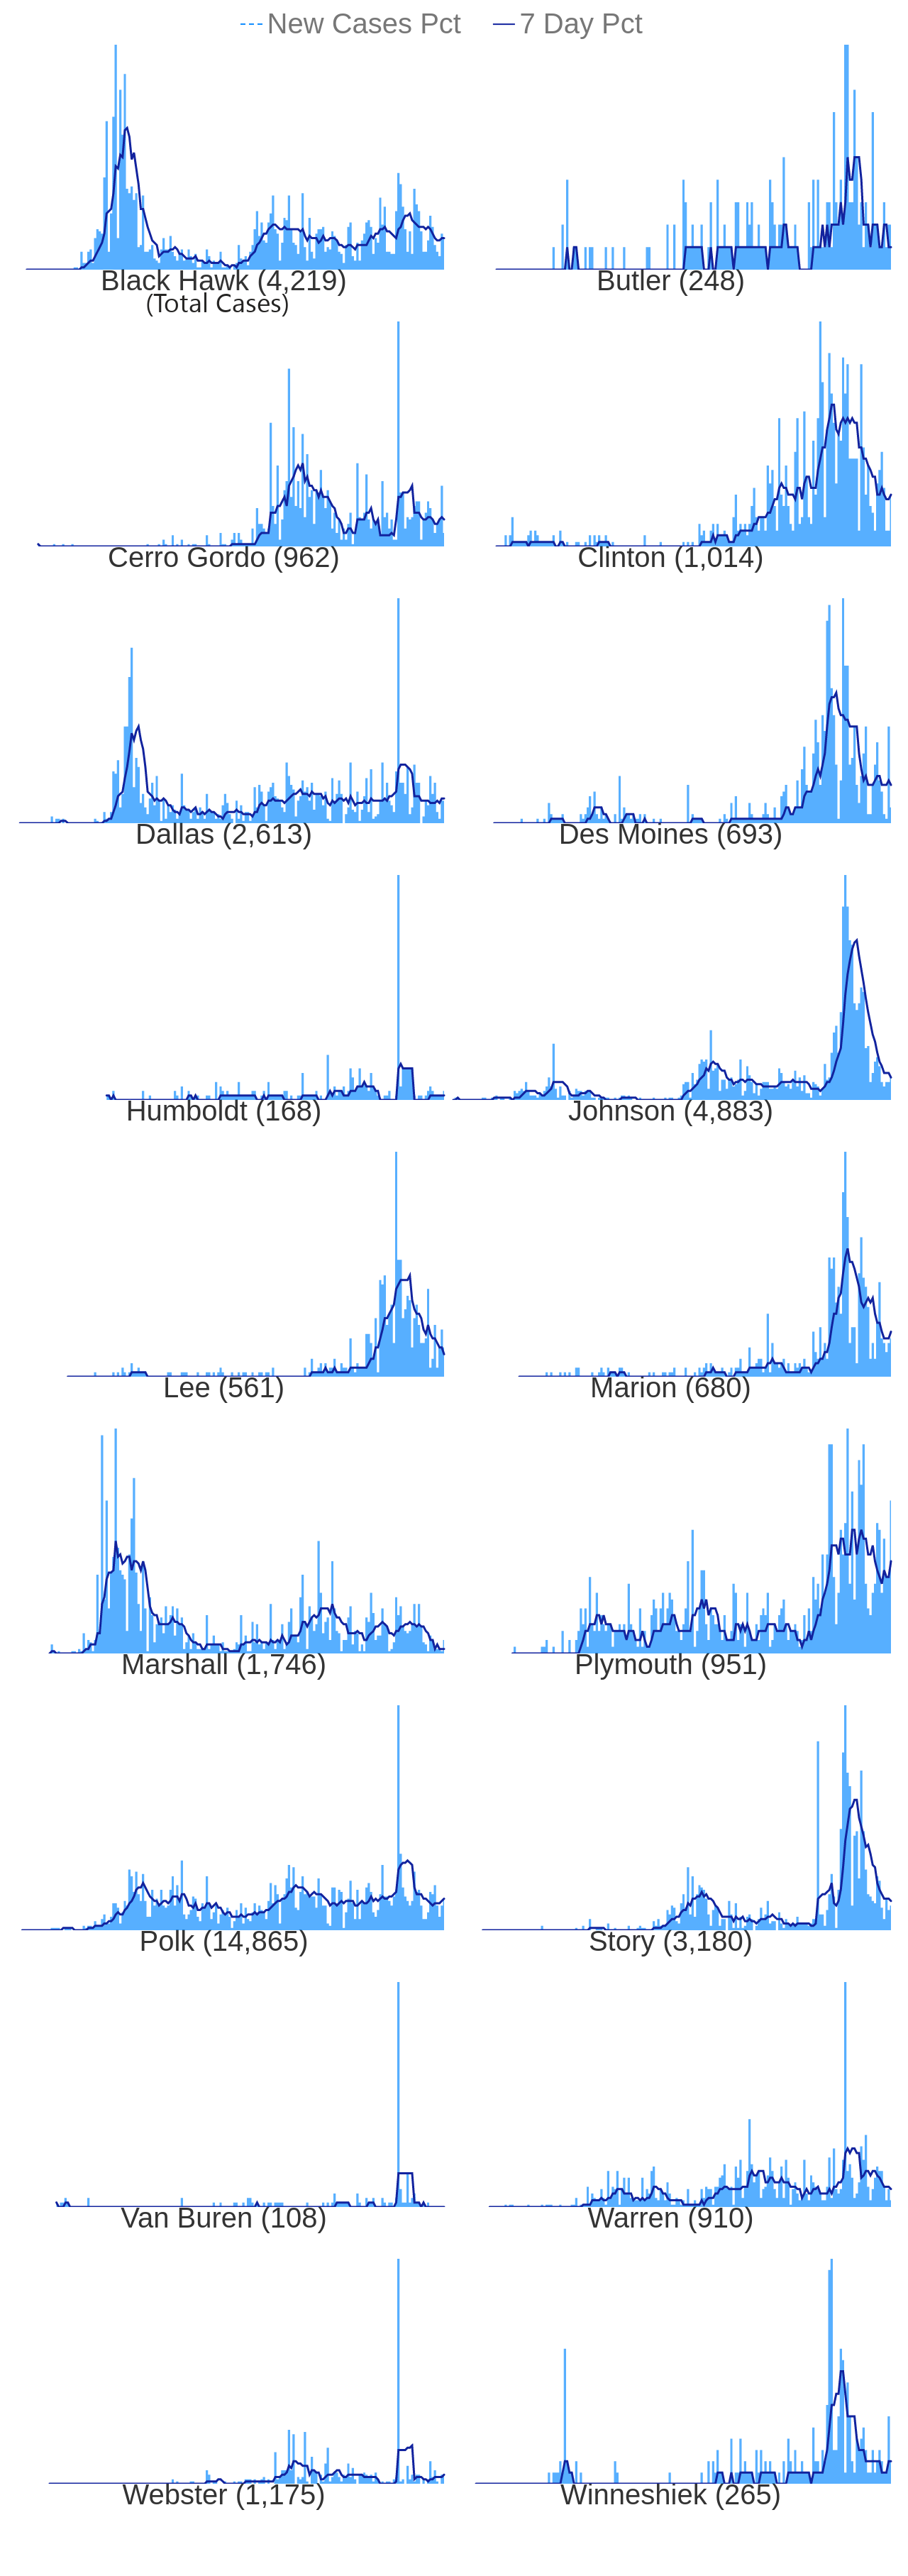 New Cases Pct 7 Day Pct
Black Hawk (4,219) Butler (248)
(Total Cases)
Cerro Gordo (962) Clinton (1,014)
Dallas (2,613) Des Moines (693)
Humboldt (168) Johnson (4,883)
Lee (561) Marion (680)
Marshall (1,746) Plymouth (951)
Polk (14,865) Story (3,180)
Van Buren (108) Warren (910)
Webster (1,175) Winneshiek (265)